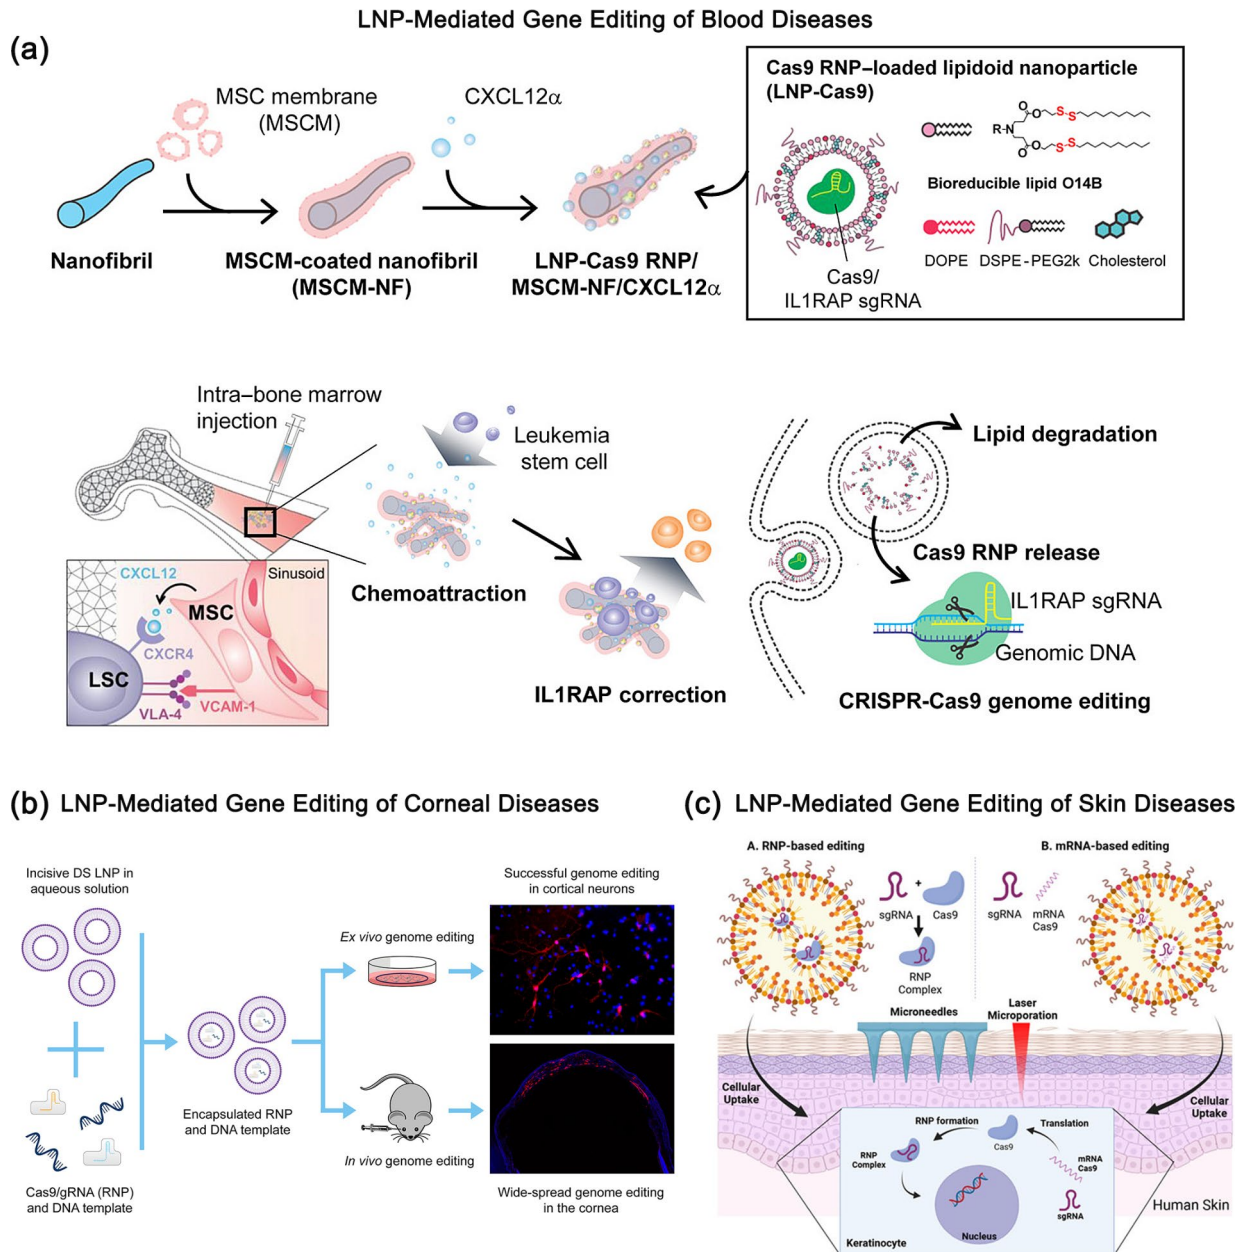 LNP-Mediated Gene Editing of Blood Diseases
(a)
MSC membrane
(MSCM)
CXCL12α
Nanofibril
MSCM-coated nanofibril
(MSCM-NF)
LNP-Cas9 RNP/
MSCM-NF/CXCL12α
Cas9 RNP–loaded lipidoid nanoparticle
(LNP-Cas9)
Cas9/
IL1RAP sgRNA
R-N
O
O
S
S
O
O
S
S
Bioreducible lipid O14B
DOPE
DSPE-PEG2k
Cholesterol
Intra–bone marrow
injection
Leukemia
stem cell
Chemoattraction
IL1RAP correction
CXCL12
Sinusoid
MSC
CXCR4
LSC
VLA-4
VCAM-1
Lipid degradation
Cas9 RNP release
IL1RAP sgRNA
Genomic DNA
CRISPR-Cas9 genome editing
(b) LNP-Mediated Gene Editing of Corneal Diseases
Incisive DS LNP in
aqueous solution
Cas9/gRNA (RNP)
and DNA template
Encapsulated RNP
and DNA template
Ex vivo genome editing
In vivo genome editing
Successful genome editing
in cortical neurons
Wide-spread genome editing
in the cornea
(c) LNP-Mediated Gene Editing of Skin Diseases
A. RNP-based editing
sgRNA
+
Cas9
RNP
Complex
B. mRNA-based editing
sgRNA
mRNA
Cas9
Microneedles
Laser
Microporation
Cellular
Uptake
Cellular
Uptake
RNP formation
Translation
Cas9
RNP
Complex
mRNA
Cas9
sgRNA
Nucleus
Keratinocyte
Human Skin